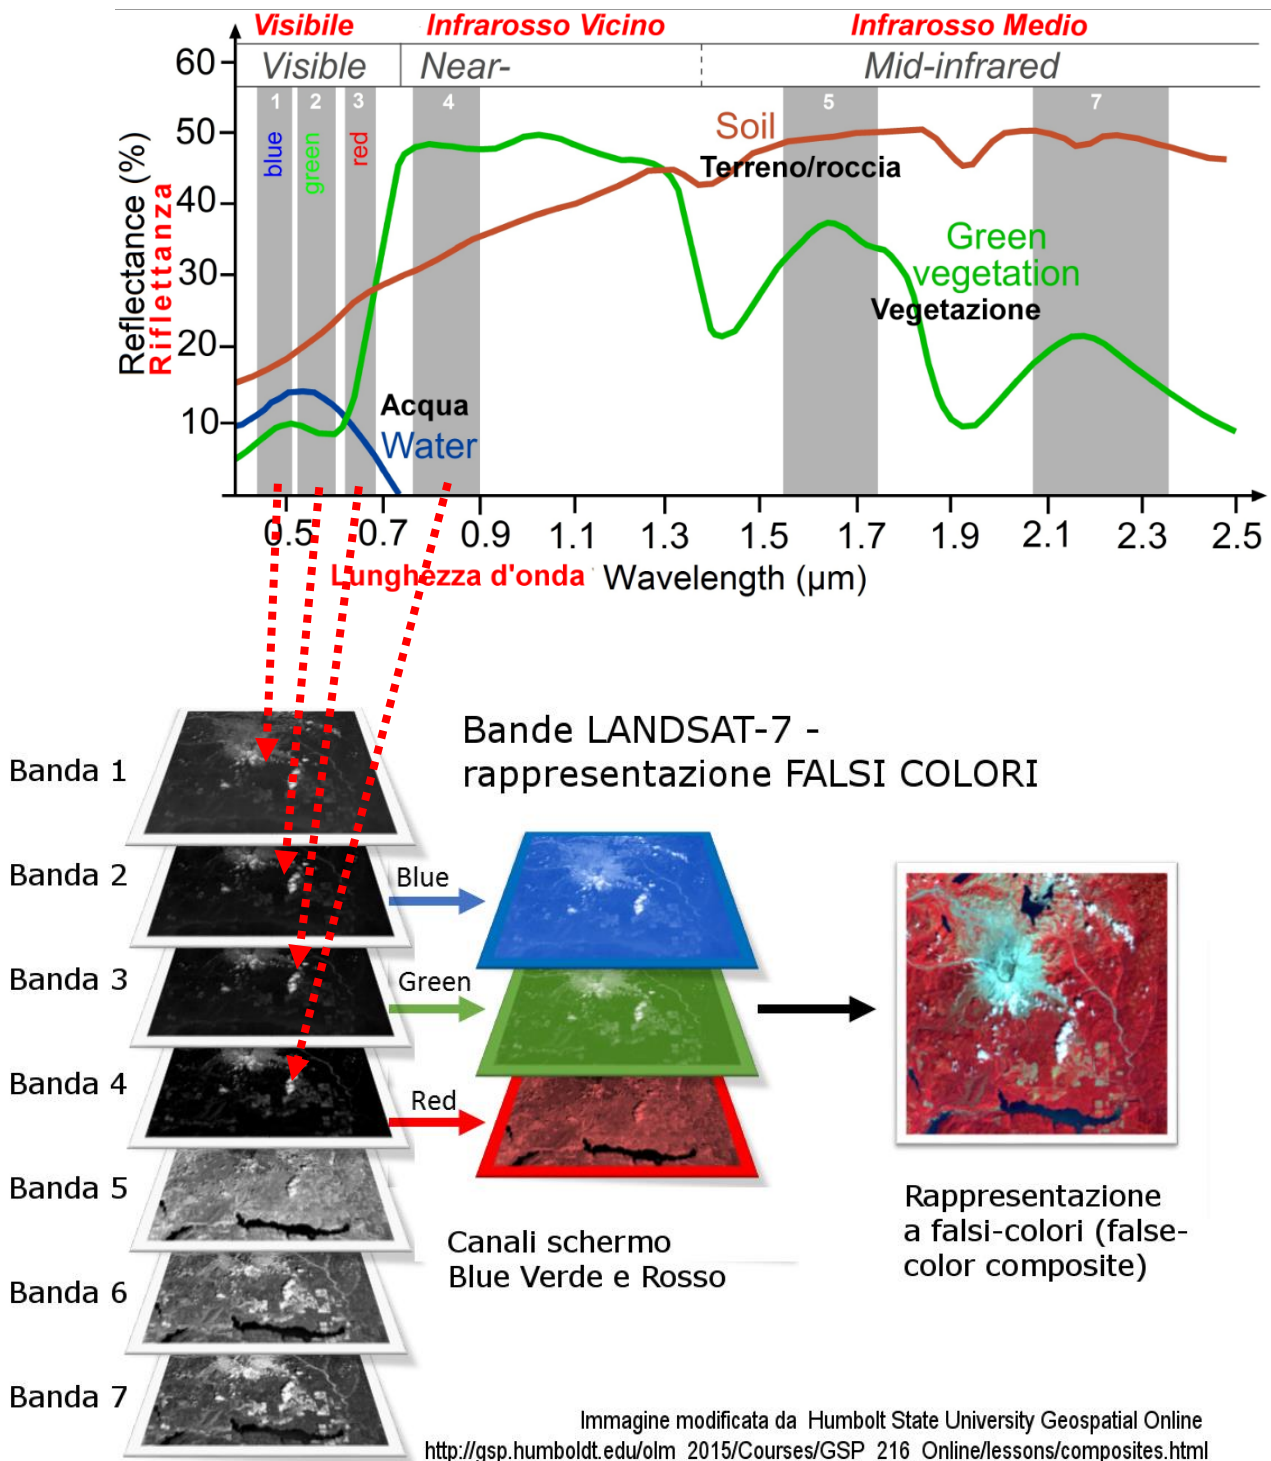 Visibile Infrarosso Vicino Infrarosso Medio
Visible Near- Mid-infrared
60
50
40
30
20
10
Reflectance (%)
Riflettanza
1 2 3 4 5 7
blue
green
red
Soil
Terreno/roccia
Green
vegetation
Vegetazione
Acqua
Water
0.5 0.7 0.9 1.1 1.3 1.5 1.7 1.9 2.1 2.3 2.5
Lunghezza d'onda Wavelength (µm)
Bande LANDSAT-7 -
rappresentazione FALSI COLORI
Banda 1
Banda 2
Banda 3
Banda 4
Banda 5
Banda 6
Banda 7
Blue
Green
Red
Canali schermo
Blue Verde e Rosso
Rappresentazione
a falsi-colori (false-
color composite)
Immagine modificata da Humbolt State University Geospatial Online
http://gsp.humboldt.edu/olm_2015/Courses/GSP_216_Online/lessons/composites.html